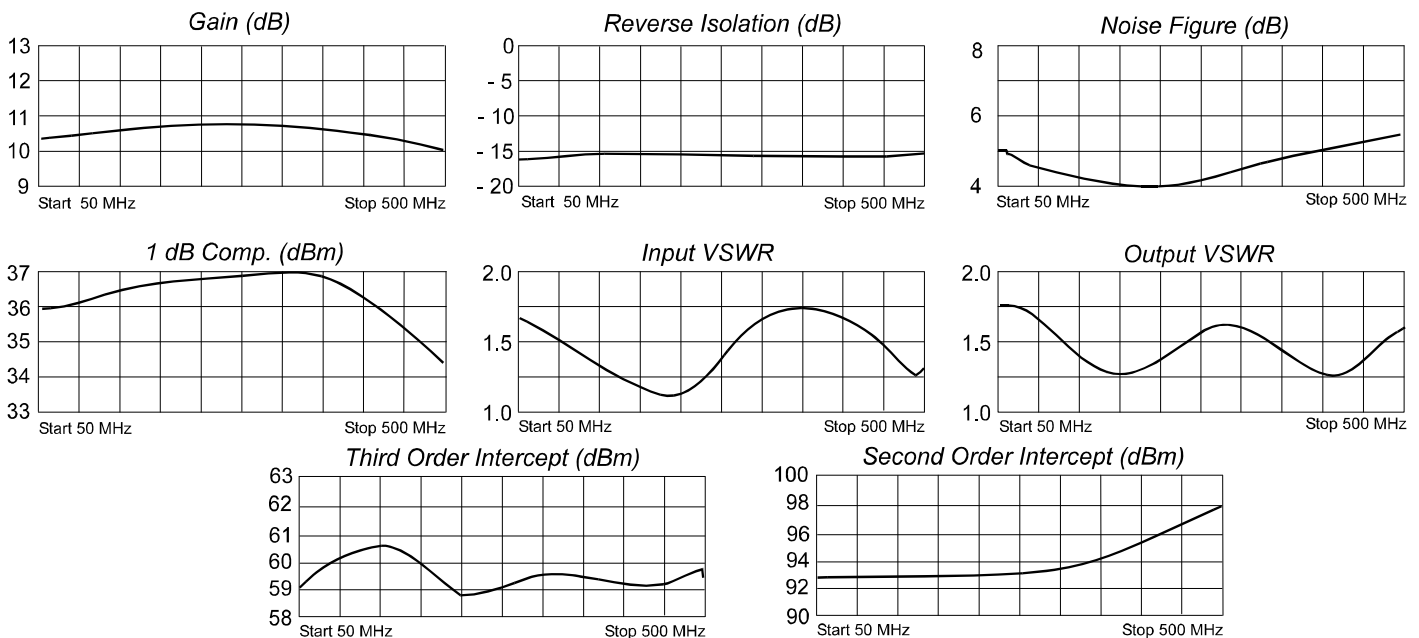 Gain (dB)
13
12
11
10
9
Start 50 MHz
Stop 500 MHz
Reverse Isolation (dB)
0
- 5
- 10
- 15
- 20
Start 50 MHz
Stop 500 MHz
Noise Figure (dB)
8
6
4
Start 50 MHz
Stop 500 MHz
1 dB Comp. (dBm)
37
36
35
34
33
Start 50 MHz
Stop 500 MHz
Input VSWR
2.0
1.5
1.0
Start 50 MHz
Stop 500 MHz
Output VSWR
2.0
1.5
1.0
Start 50 MHz
Stop 500 MHz
Third Order Intercept (dBm)
63
62
61
60
59
58
Start 50 MHz
Stop 500 MHz
Second Order Intercept (dBm)
100
98
96
94
92
90
Start 50 MHz
Stop 500 MHz